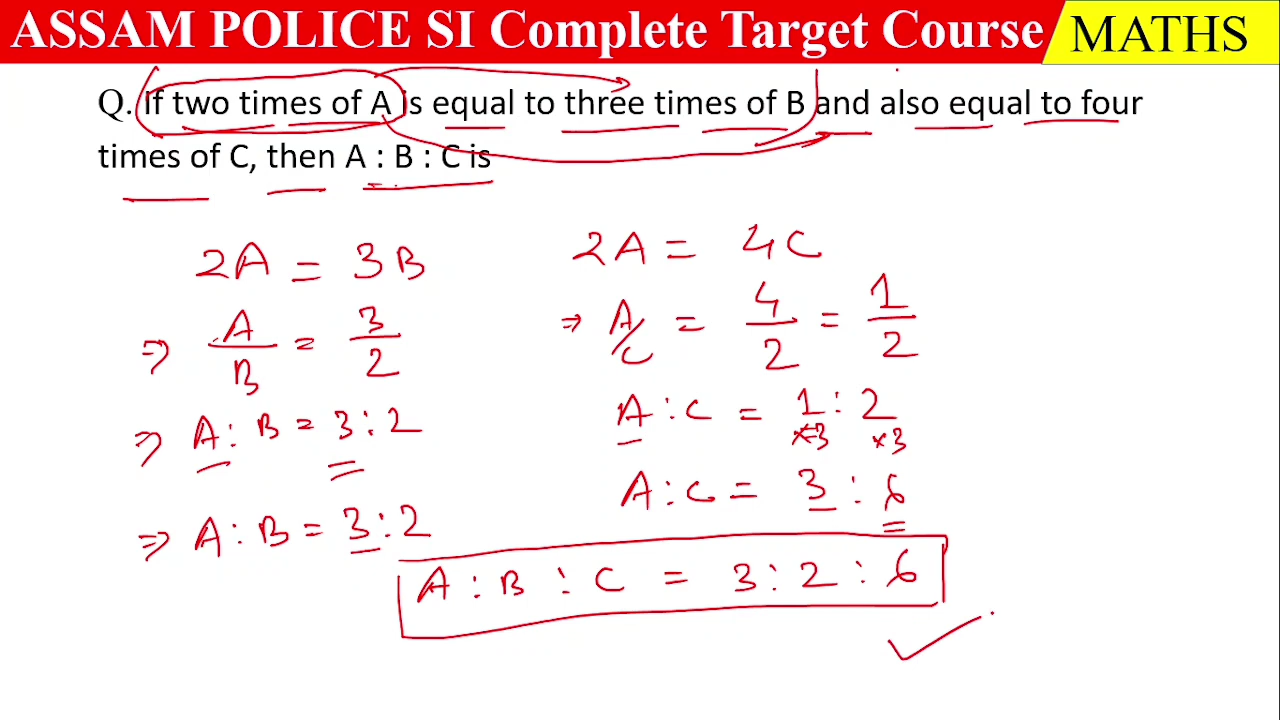 ASSAM POLICE SI Complete Target Course
MATHS
Q. If two times of A is equal to three times of B and also equal to four
times of C, then A : B : C is
2A = 3B
⇒ A/B = 3/2
⇒ A : B = 3 : 2
⇒ A : B = 3 : 2
2A = 4C
⇒ A/C = 4/2 = 1/2
A : C = 1 : 2
×3 ×3
A : C = 3 : 6
A : B : C = 3 : 2 : 6